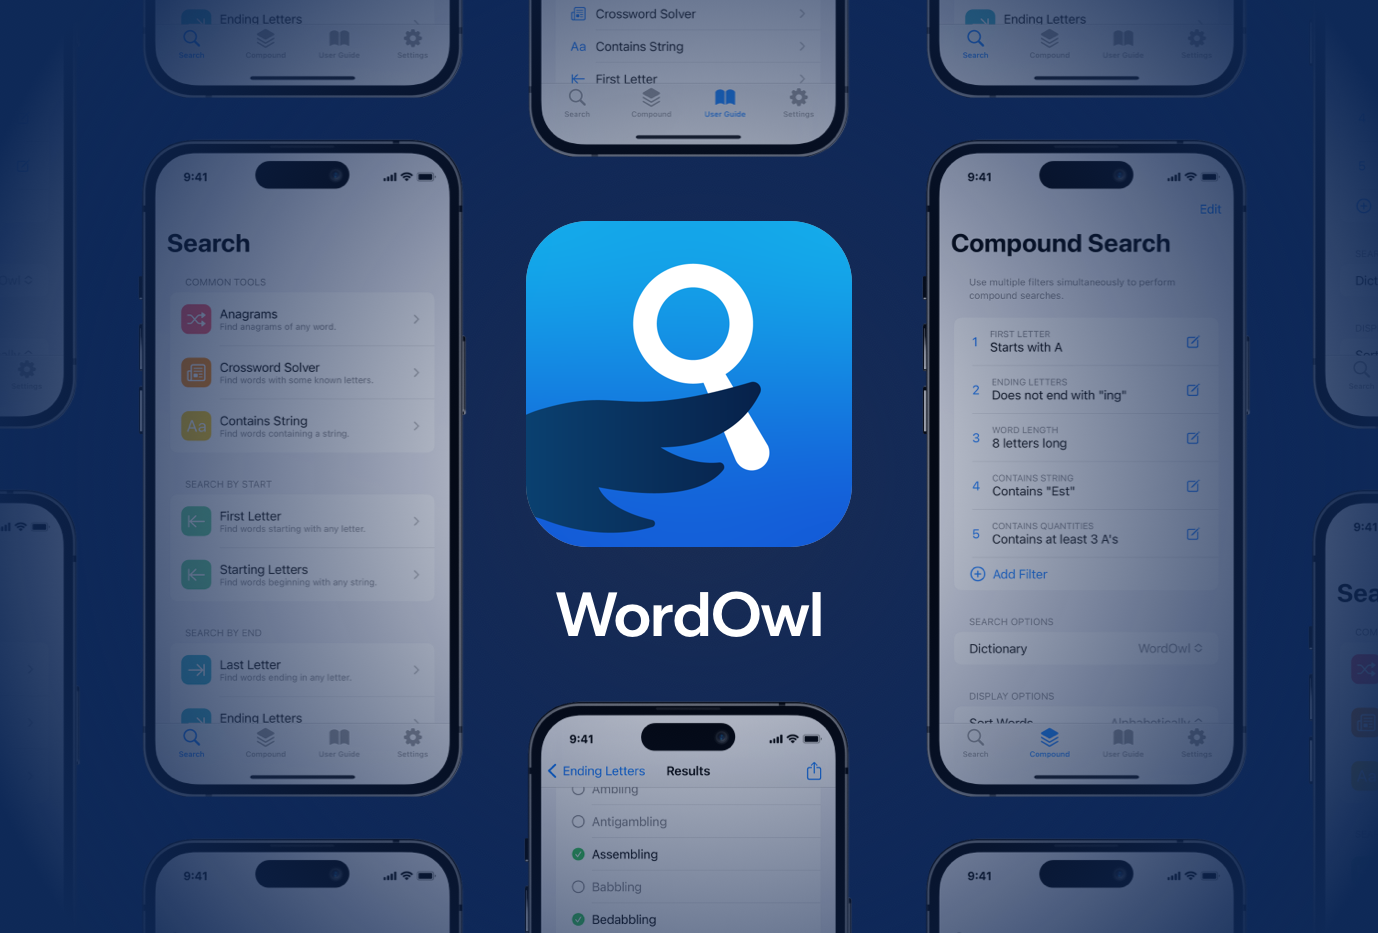 Ending Letters
Search
Compound
User Guide
Settings
Crossword Solver
Aa
Contains String
First Letter
Search
Compound
User Guide
Settings
Ending Letters
Search
Compound
User Guide
Settings
9:41
Search
COMMON TOOLS
Anagrams
Find anagrams of any word.
Crossword Solver
Find words with some known letters.
Aa
Contains String
Find words containing a string.
SEARCH BY START
First Letter
Find words starting with any letter.
Starting Letters
Find words beginning with any string.
SEARCH BY END
Last Letter
Find words ending in any letter.
Ending Letters
Search
Compound
User Guide
Settings
WordOwl
9:41
Edit
Compound Search
Use multiple filters simultaneously to perform
compound searches.
1
FIRST LETTER
Starts with A
2
ENDING LETTERS
Does not end with "ing"
3
WORD LENGTH
8 letters long
4
CONTAINS STRING
Contains "Est"
5
CONTAINS QUANTITIES
Contains at least 3 A's
Add Filter
SEARCH OPTIONS
Dictionary
WordOwl
DISPLAY OPTIONS
Sort Words
Alphabetically
Search
Compound
User Guide
Settings
9:41
Ending Letters
Results
Ambling
Antigambling
Assembling
Babbling
Bedabbling
9:41
9:41
Settings
Search
9:41
Sea